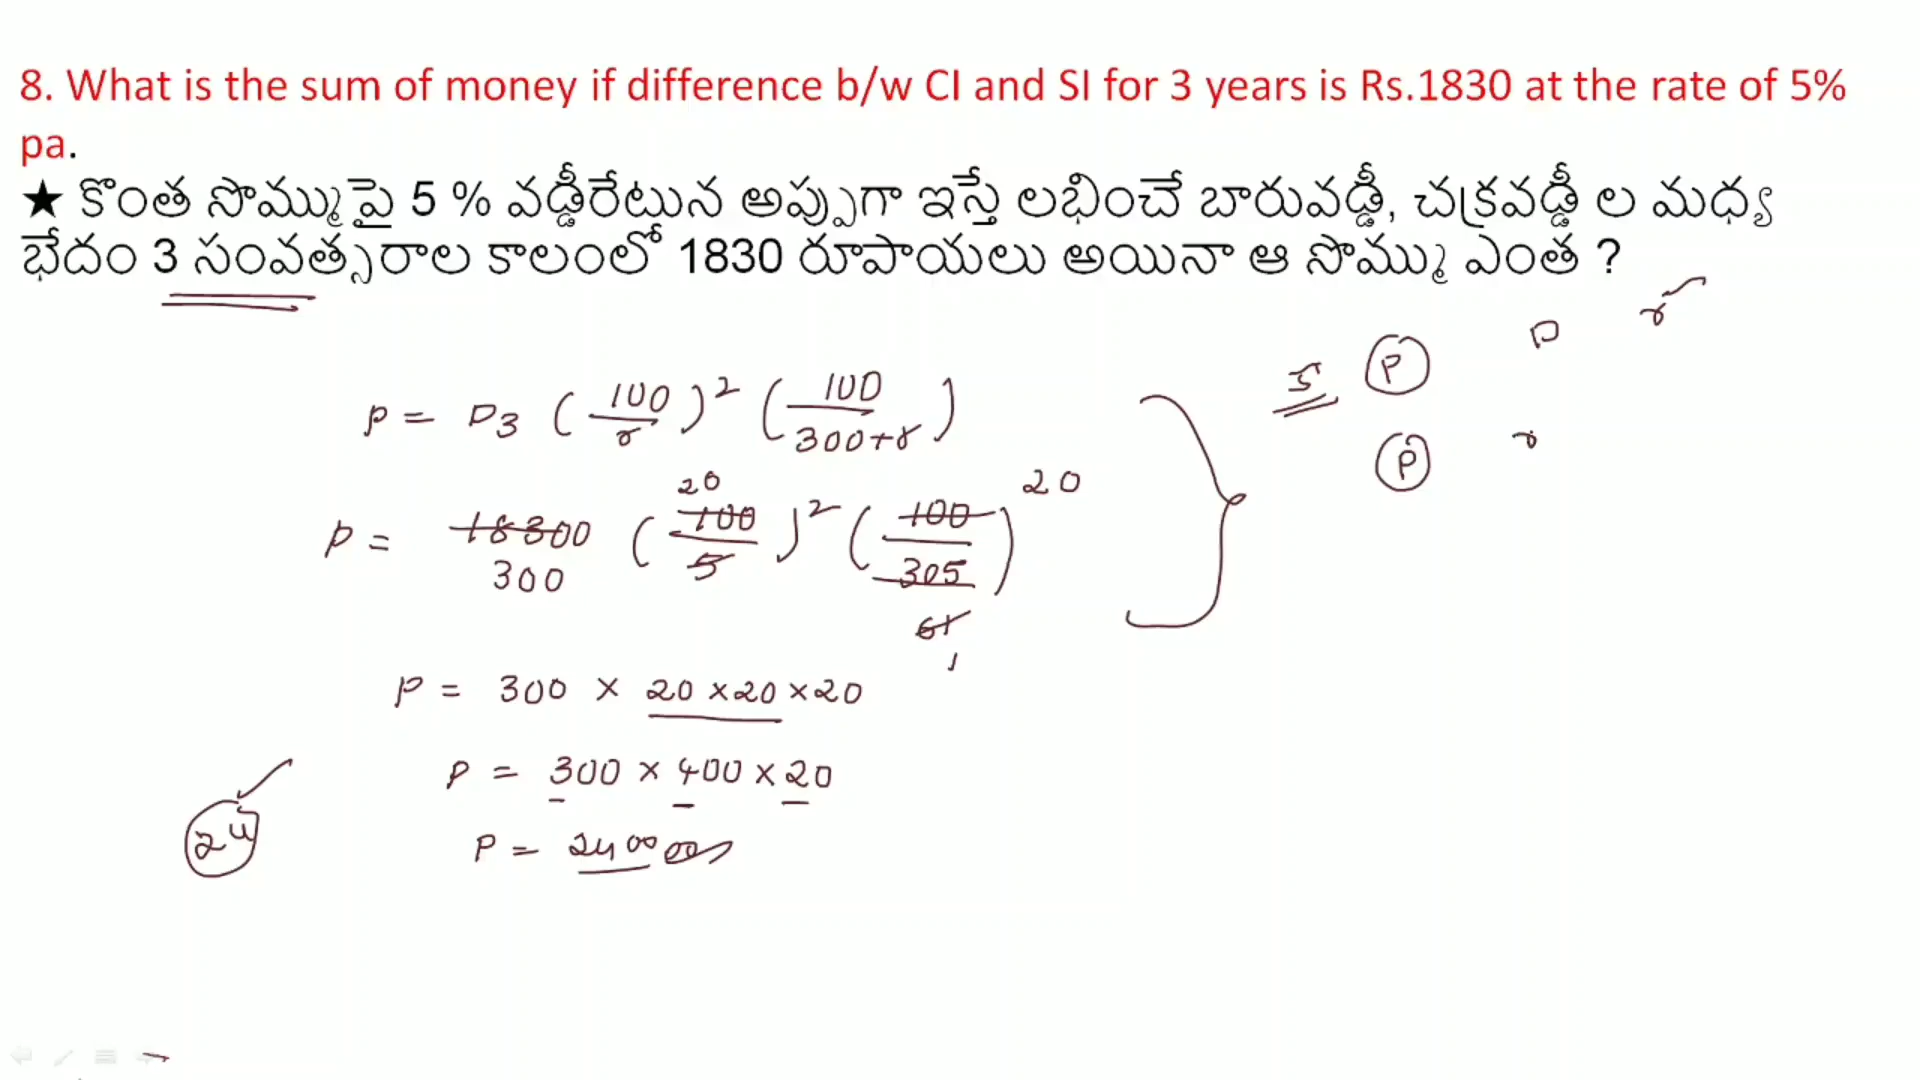 8. What is the sum of money if difference b/w CI and SI for 3 years is Rs.1830 at the rate of 5%
pa.
★ కొంత సొమ్ముపై 5 % వడ్డీరేటున అప్పుగా ఇస్తే లభించే బారువడ్డీ, చక్రవడ్డీ ల మధ్య
భేదం 3 సంవత్సరాల కాలంలో 1830 రూపాయలు అయినా ఆ సొమ్ము ఎంత ?
D r
P
P = D3 (100/r)² (100/300+r)
P r
20 20
P = 18300 (100/5)² (100/305)
300
61
1
P = 300 × 20 × 20 × 20
P = 300 × 400 × 20
24
P = 2400000